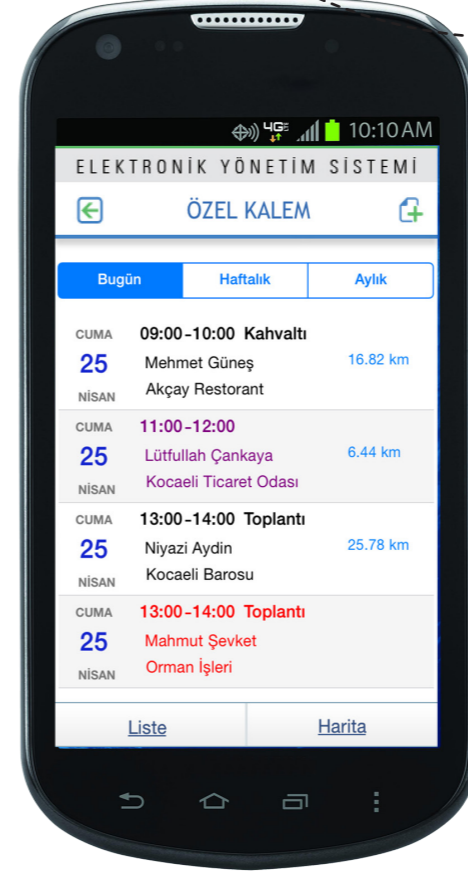 4G 10:10 AM
ELEKTRONİK YÖNETİM SİSTEMİ
ÖZEL KALEM
Bugün Haftalık Aylık
CUMA 09:00-10:00 Kahvaltı
25 Mehmet Güneş 16.82 km
NİSAN Akçay Restorant
CUMA 11:00-12:00
25 Lütfullah Çankaya 6.44 km
NİSAN Kocaeli Ticaret Odası
CUMA 13:00-14:00 Toplantı
25 Niyazi Aydin 25.78 km
NİSAN Kocaeli Barosu
CUMA 13:00-14:00 Toplantı
25 Mahmut Şevket
NİSAN Orman İşleri
Liste Harita